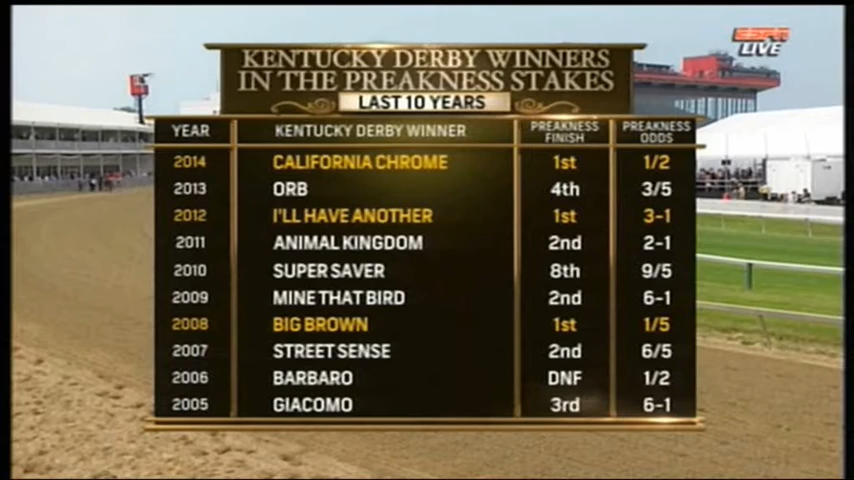 ESPN
LIVE
KENTUCKY DERBY WINNERS
IN THE PREAKNESS STAKES
LAST 10 YEARS
YEAR KENTUCKY DERBY WINNER PREAKNESS FINISH PREAKNESS ODDS
2014 CALIFORNIA CHROME 1st 1/2
2013 ORB 4th 3/5
2012 I'LL HAVE ANOTHER 1st 3-1
2011 ANIMAL KINGDOM 2nd 2-1
2010 SUPER SAVER 8th 9/5
2009 MINE THAT BIRD 2nd 6-1
2008 BIG BROWN 1st 1/5
2007 STREET SENSE 2nd 6/5
2006 BARBARO DNF 1/2
2005 GIACOMO 3rd 6-1